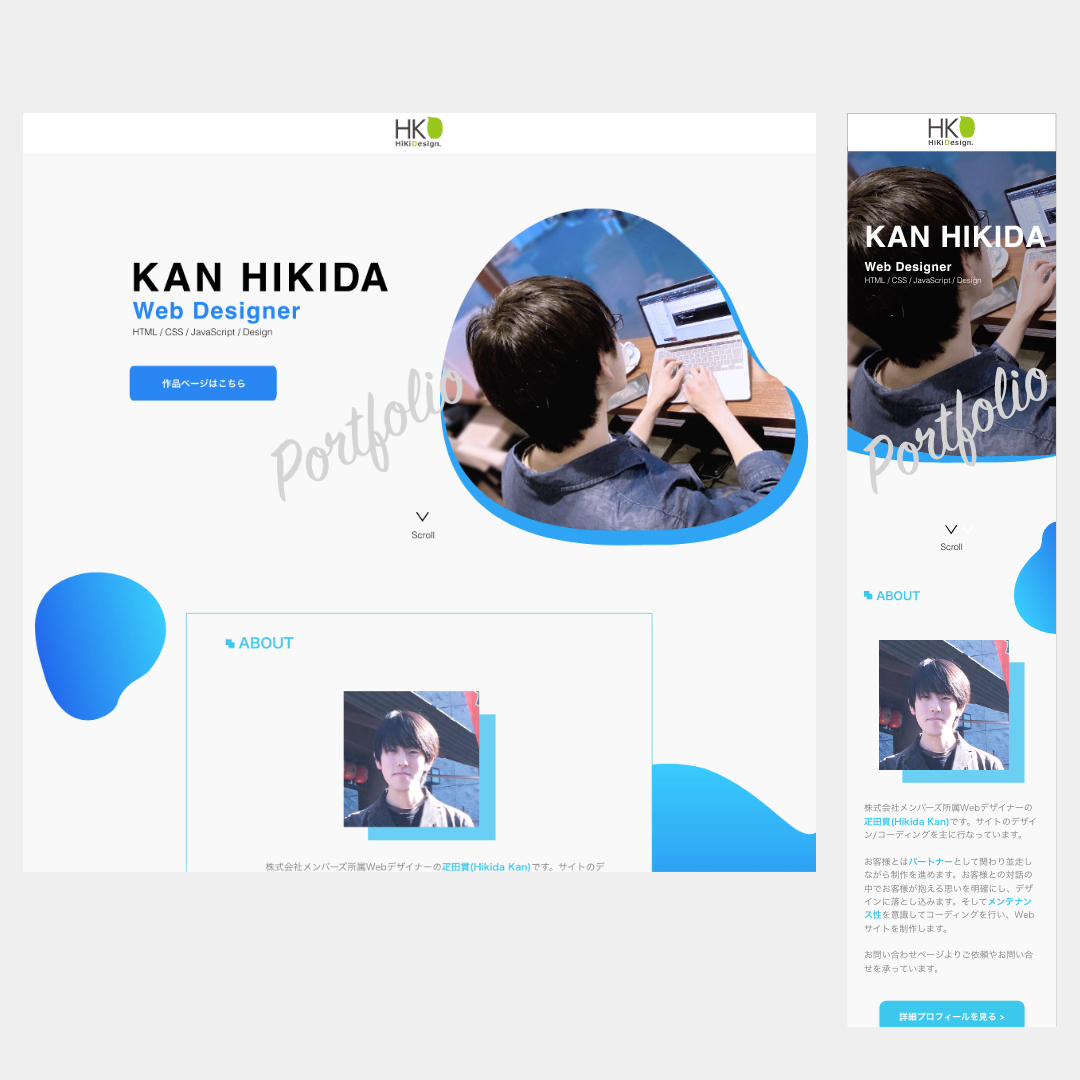 HK
HiKiDesign.
KAN HIKIDA
Web Designer
HTML / CSS / JavaScript / Design
作品ページはこちら
Portfolio
Scroll
ABOUT
株式会社メンバーズ所属Webデザイナーの疋田貫(Hikida Kan)です。サイトのデ
HK
HiKiDesign.
KAN HIKIDA
Web Designer
HTML / CSS / JavaScript / Design
Portfolio
Scroll
ABOUT
株式会社メンバーズ所属Webデザイナーの
疋田貫(Hikida Kan)です。サイトのデザイ
ン/コーディングを主に行なっています。
お客様とはパートナーとして関わり並走し
ながら制作を進めます。お客様との対話の
中でお客様が抱える思いを明確にし、デザ
インに落とし込みます。そしてメンテナン
ス性を意識してコーディングを行い、Web
サイトを制作します。
お問い合わせページよりご依頼やお問い合
せを承っています。
詳細プロフィールを見る >